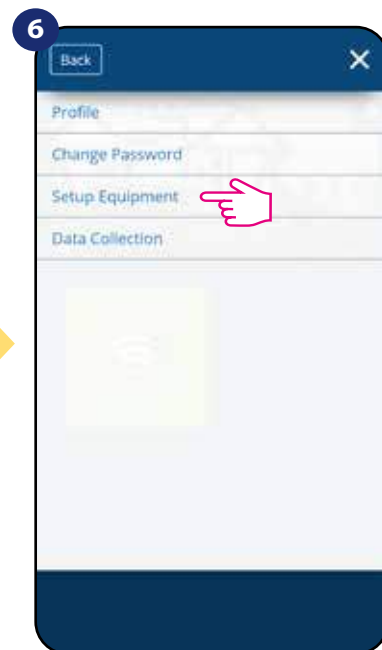 6
Back
Profile
Change Password
Setup Equipment
Data Collection